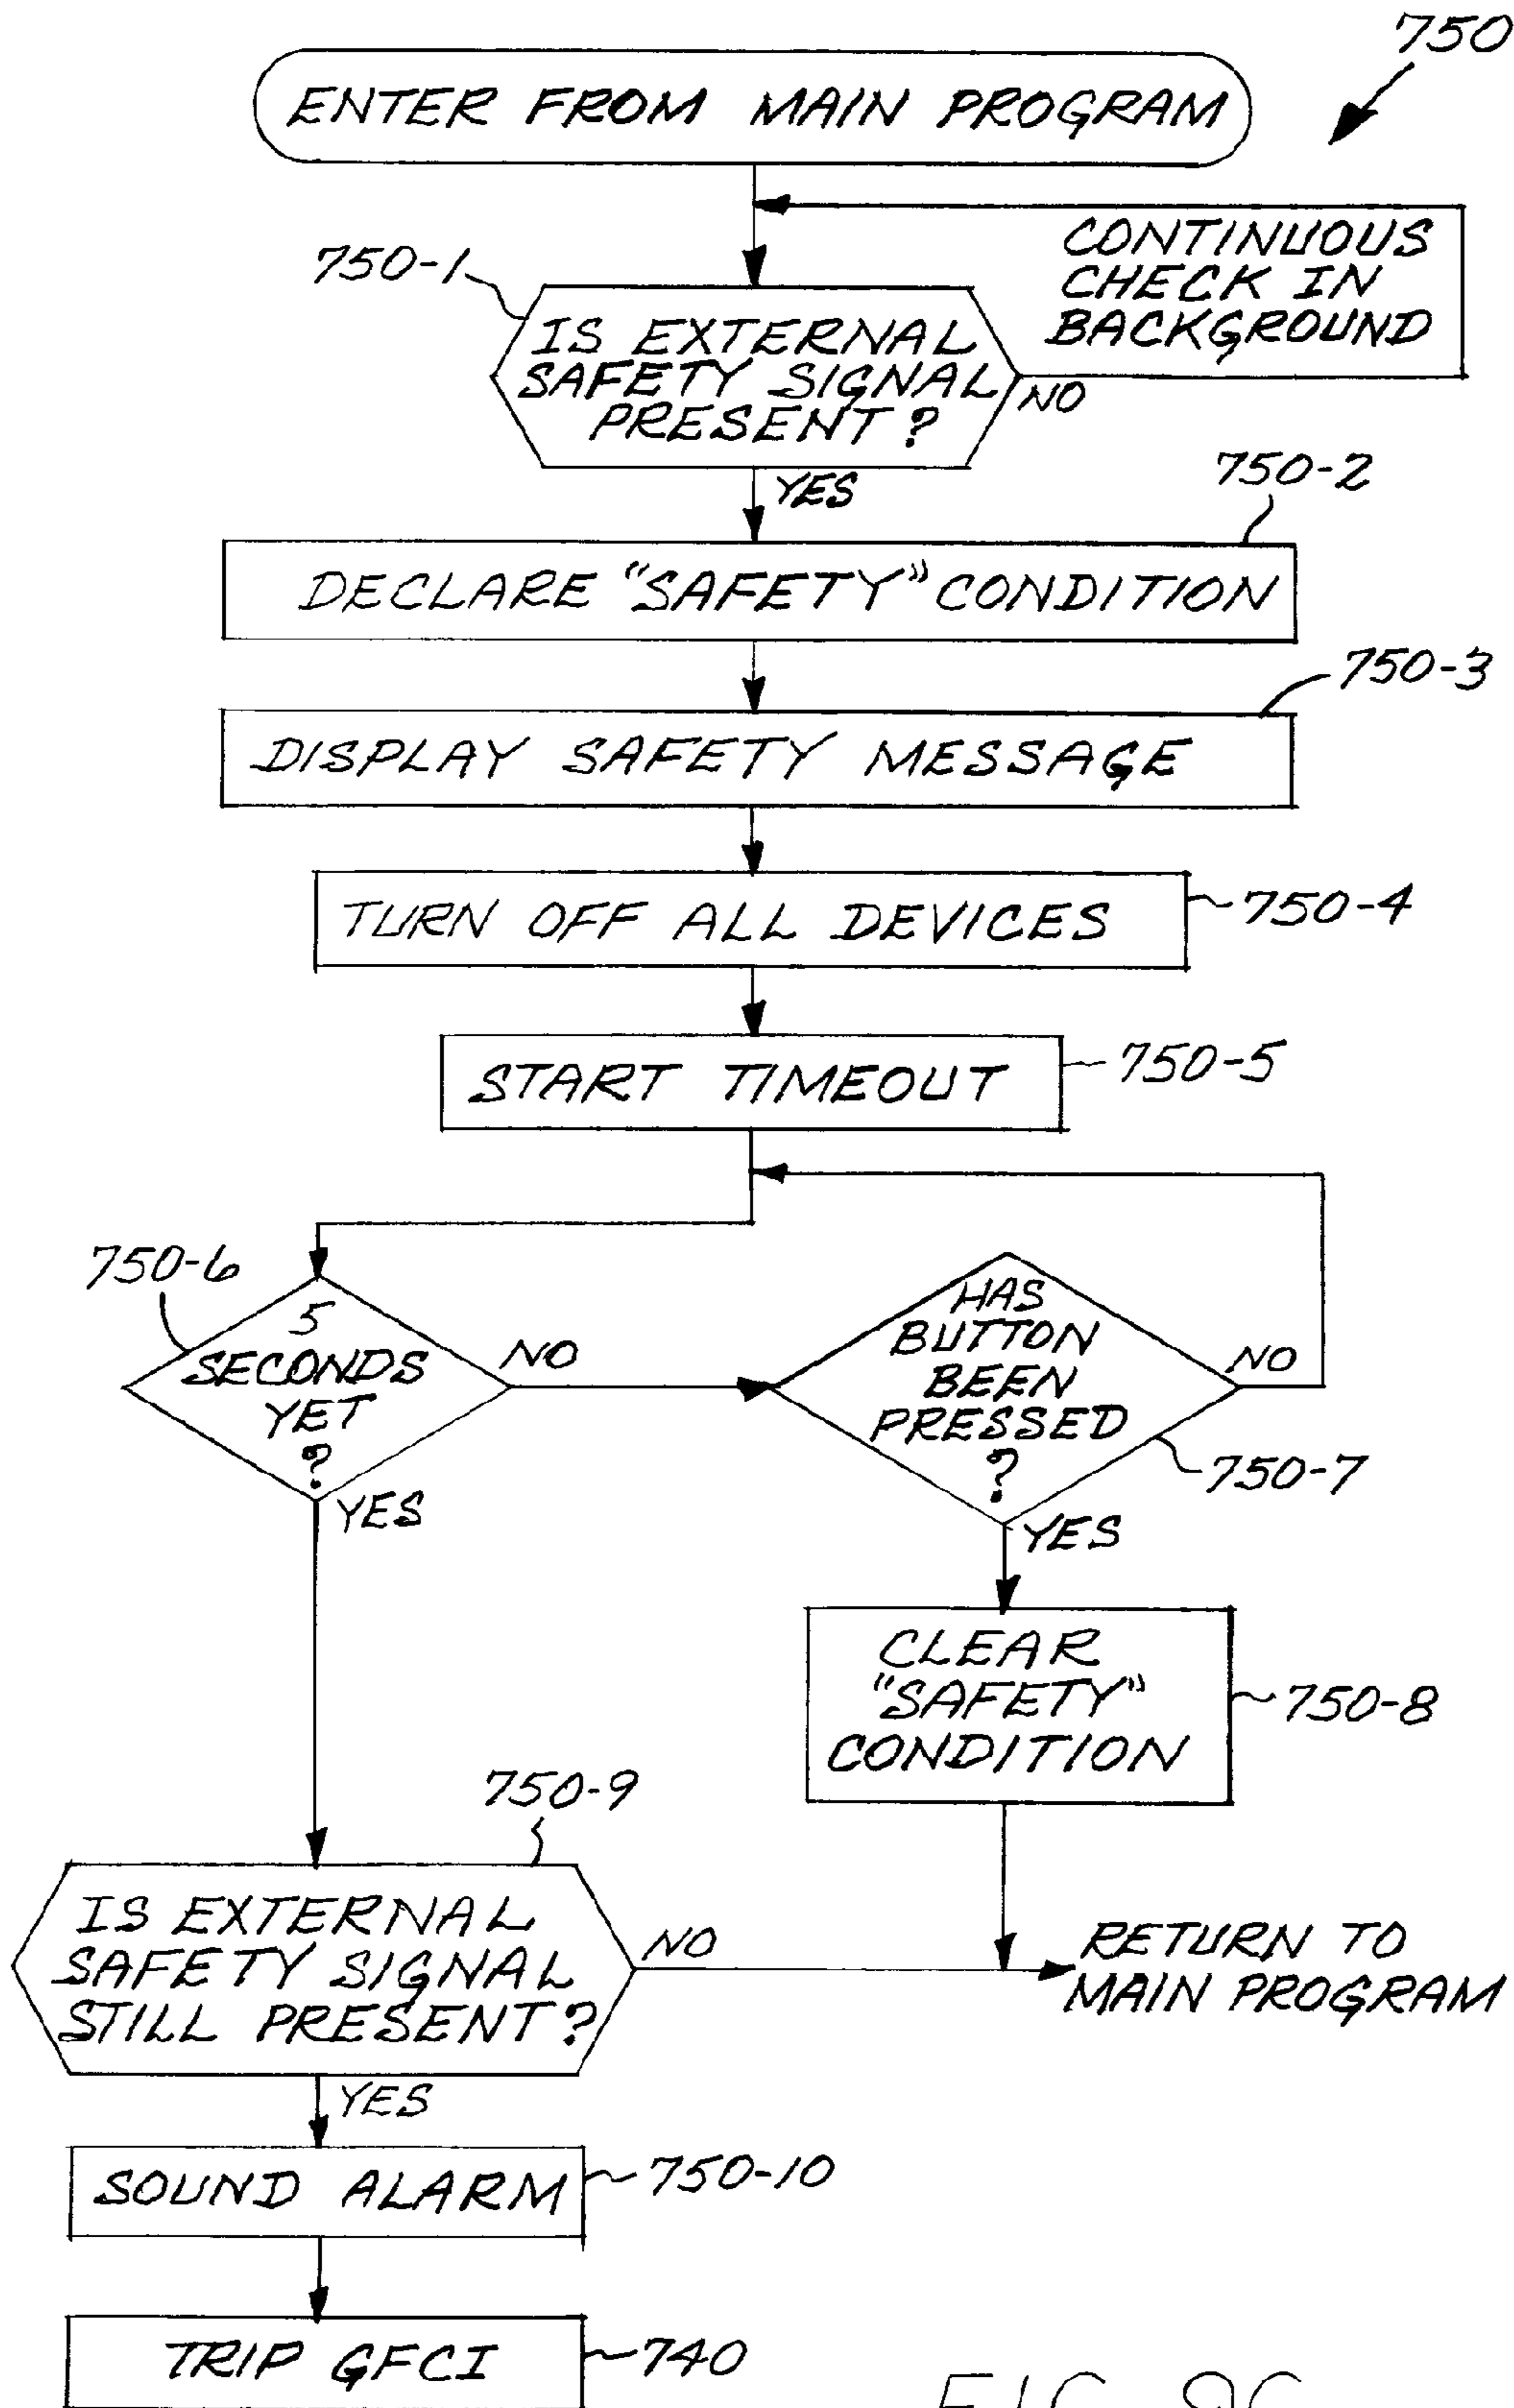 750
ENTER FROM MAIN PROGRAM
CONTINUOUS
CHECK IN
BACKGROUND
750-1
IS EXTERNAL
SAFETY SIGNAL
PRESENT?
NO
YES
750-2
DECLARE "SAFETY" CONDITION
750-3
DISPLAY SAFETY MESSAGE
TURN OFF ALL DEVICES
750-4
START TIMEOUT
750-5
750-6
5
SECONDS
YET
?
NO
YES
HAS
BUTTON
BEEN
PRESSED
?
NO
750-7
YES
CLEAR
"SAFETY"
CONDITION
750-8
750-9
IS EXTERNAL
SAFETY SIGNAL
STILL PRESENT?
NO
RETURN TO
MAIN PROGRAM
YES
SOUND ALARM
750-10
TRIP GFCI
740